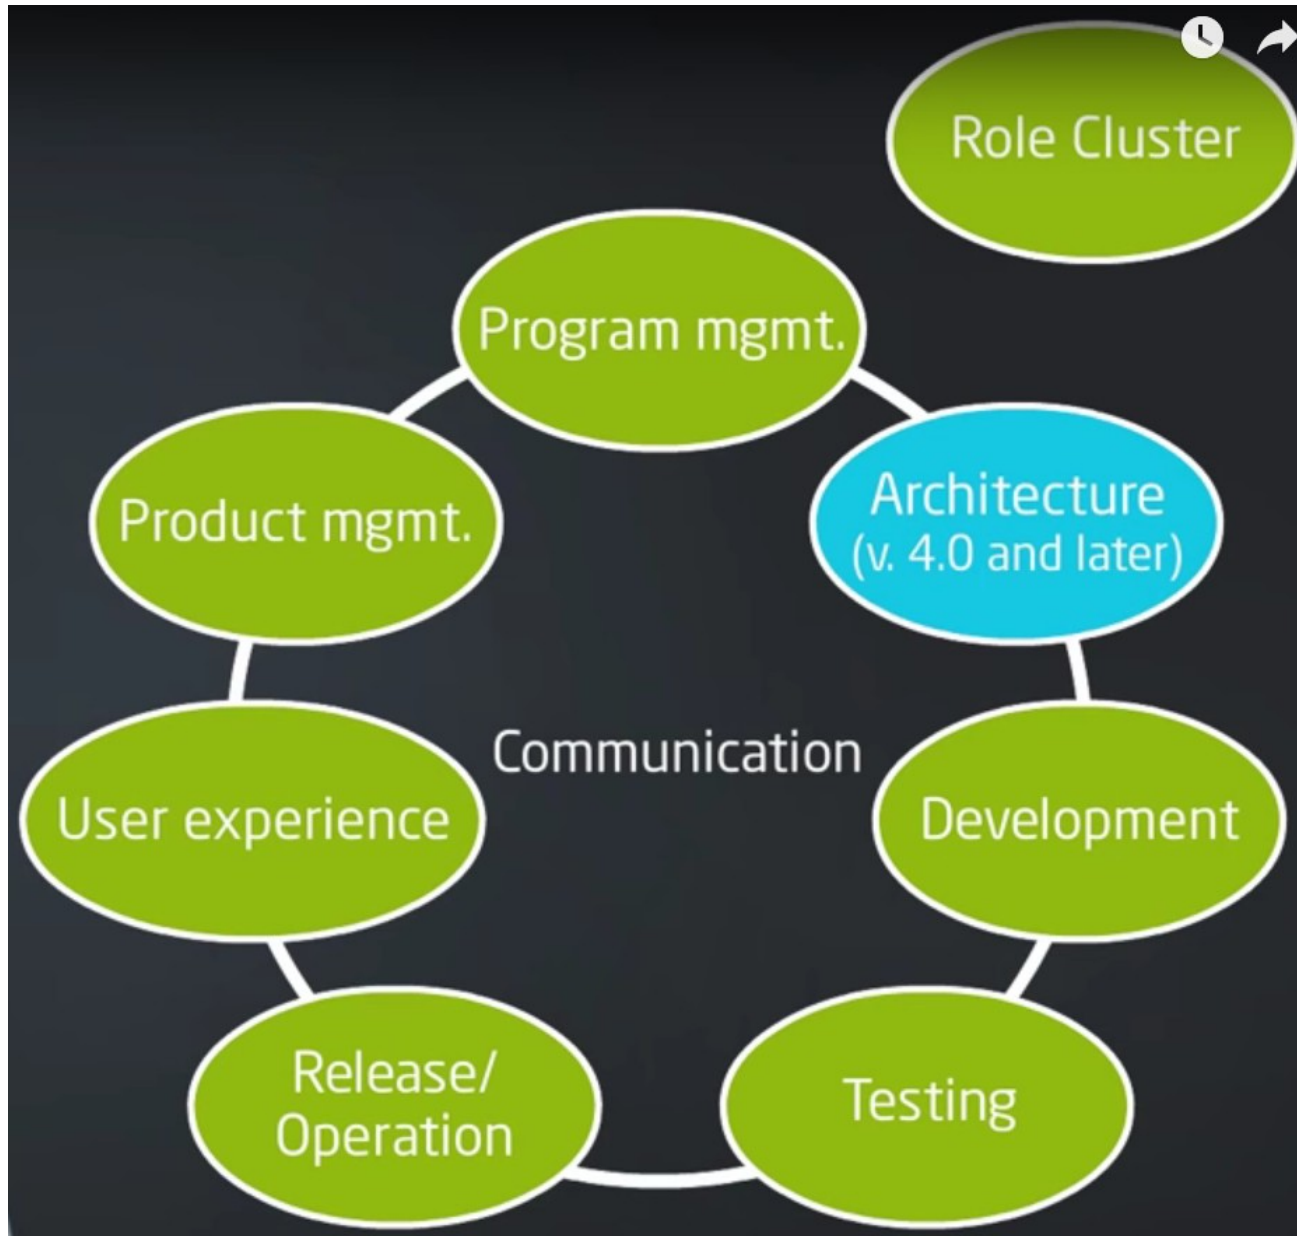 Role Cluster
Program mgmt.
Architecture
(v. 4.0 and later)
Product mgmt.
Communication
User experience
Development
Release/
Operation
Testing